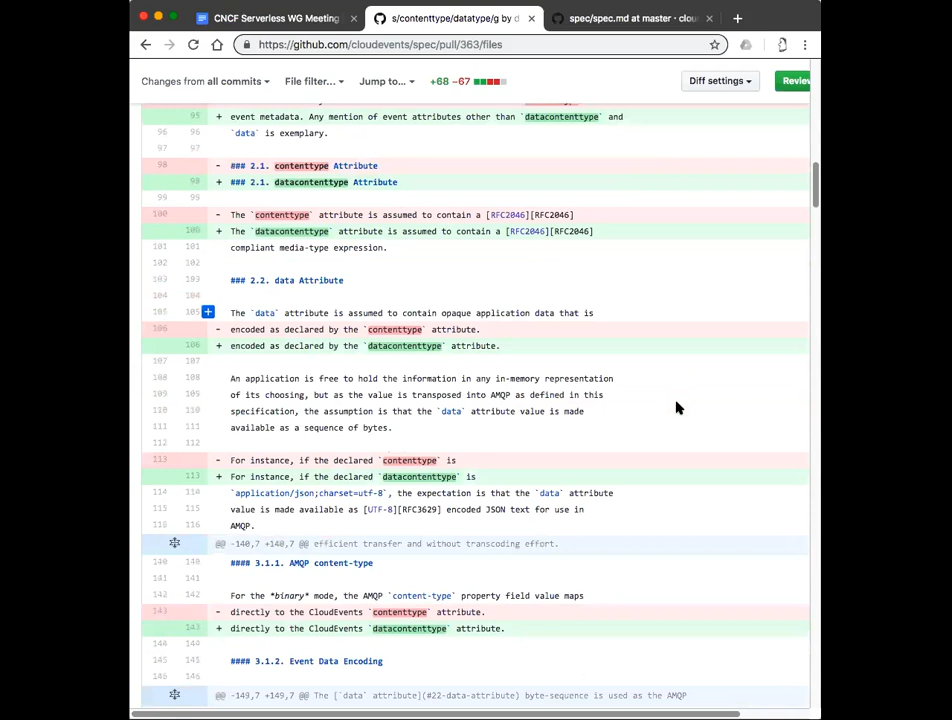 CNCF Serverless WG Meeting
s/contenttype/datatype/g by d
spec/spec.md at master · clou
https://github.com/cloudevents/spec/pull/363/files
Changes from all commits File filter... Jump to... +68 −67 Diff settings Review
95 + event metadata. Any mention of event attributes other than `datacontenttype` and
96 96 `data` is exemplary.
97 97
98 - ### 2.1. contenttype Attribute
98 + ### 2.1. datacontenttype Attribute
99 99
100 - The `contenttype` attribute is assumed to contain a [RFC2046][RFC2046]
100 + The `datacontenttype` attribute is assumed to contain a [RFC2046][RFC2046]
101 101 compliant media-type expression.
102 102
103 103 ### 2.2. data Attribute
104 104
105 105 The `data` attribute is assumed to contain opaque application data that is
106 - encoded as declared by the `contenttype` attribute.
106 + encoded as declared by the `datacontenttype` attribute.
107 107
108 108 An application is free to hold the information in any in-memory representation
109 109 of its choosing, but as the value is transposed into AMQP as defined in this
110 110 specification, the assumption is that the `data` attribute value is made
111 111 available as a sequence of bytes.
112 112
113 - For instance, if the declared `contenttype` is
113 + For instance, if the declared `datacontenttype` is
114 114 `application/json;charset=utf-8`, the expectation is that the `data` attribute
115 115 value is made available as [UTF-8][RFC3629] encoded JSON text for use in
116 116 AMQP.
@@ -140,7 +140,7 @@ efficient transfer and without transcoding effort.
140 140 #### 3.1.1. AMQP content-type
141 141
142 142 For the *binary* mode, the AMQP `content-type` property field value maps
143 - directly to the CloudEvents `contenttype` attribute.
143 + directly to the CloudEvents `datacontenttype` attribute.
144 144
145 145 #### 3.1.2. Event Data Encoding
146 146
@@ -149,7 +149,7 @@ The [`data` attribute](#22-data-attribute) byte-sequence is used as the AMQP